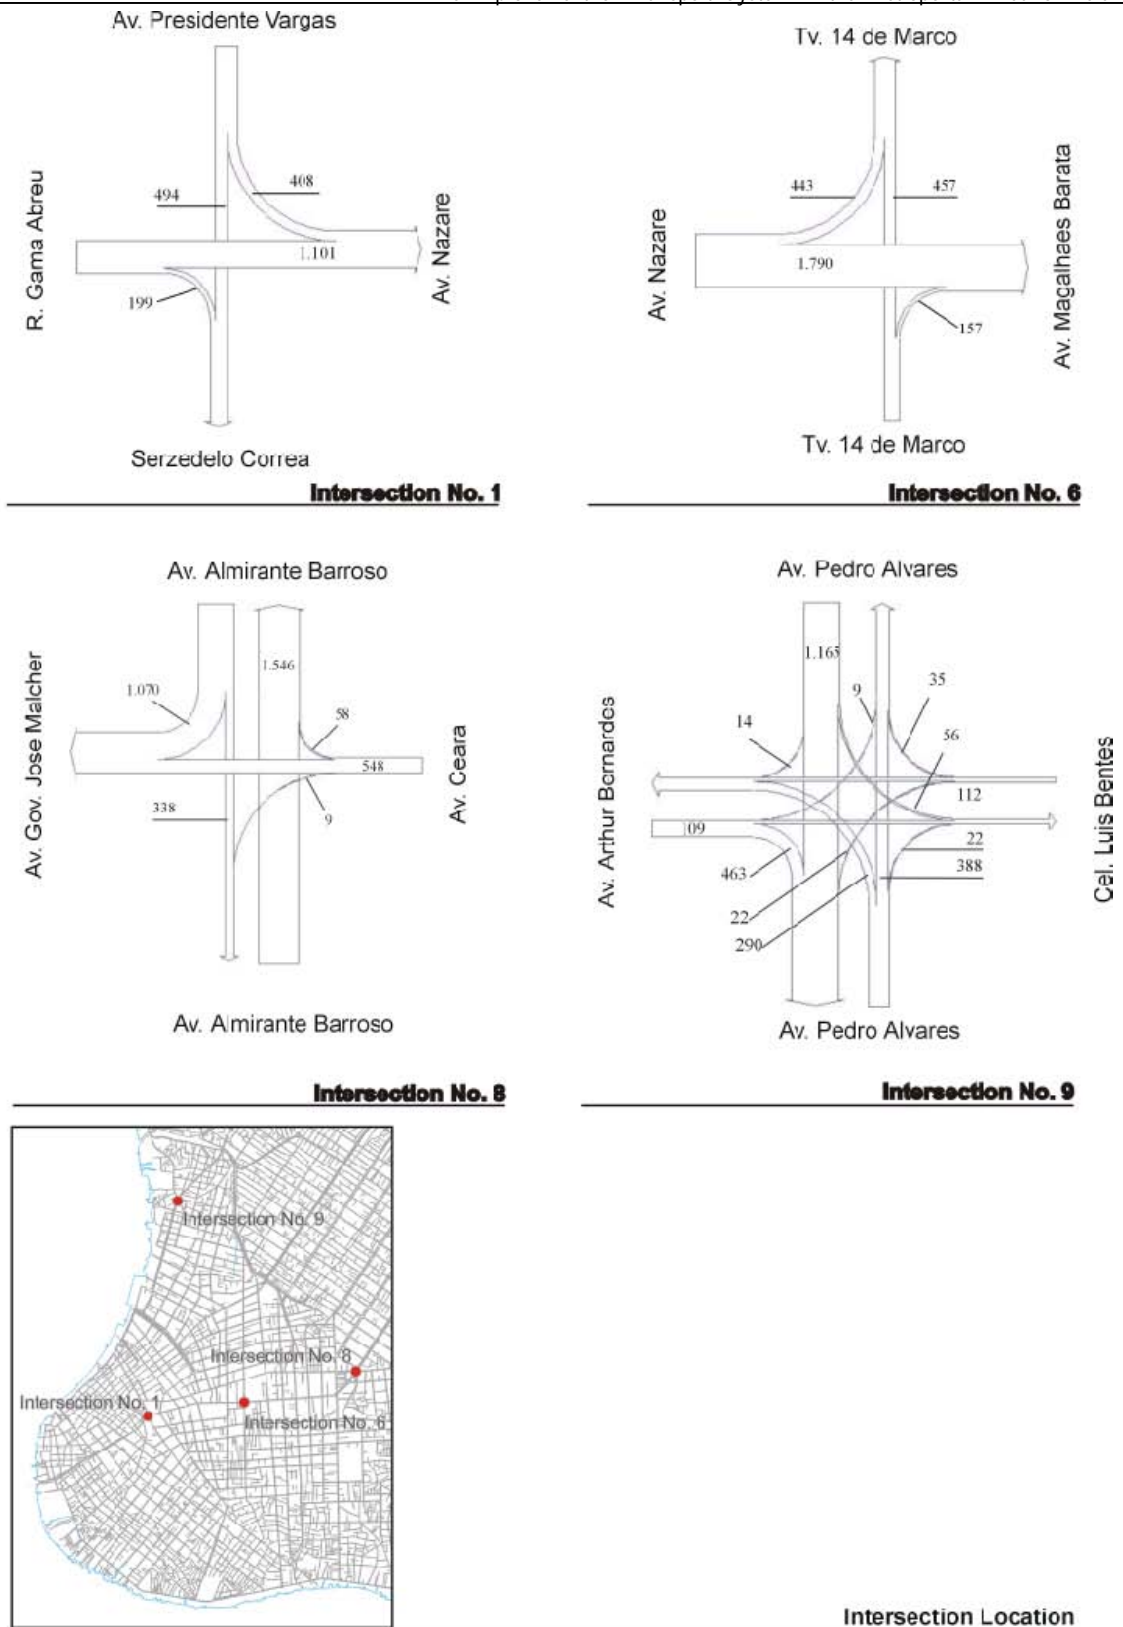 Av. Presidente Vargas
R. Gama Abreu
494
408
1.101
199
Av. Nazare
Serzedelo Correa
Intersection No. 1
Tv. 14 de Marco
Av. Nazare
443
457
1.790
157
Av. Magalhaes Barata
Tv. 14 de Marco
Intersection No. 6
Av. Almirante Barroso
Av. Gov. Jose Malcher
1.070
1.546
58
548
338
9
Av. Ceara
Av. Almirante Barroso
Intersection No. 8
Av. Pedro Alvares
Av. Arthur Bernardes
1.165
14
9
35
56
112
109
22
388
463
22
290
Cel. Luis Bentes
Av. Pedro Alvares
Intersection No. 9
Intersection No. 9
Intersection No. 8
Intersection No. 1
Intersection No. 6
Intersection Location